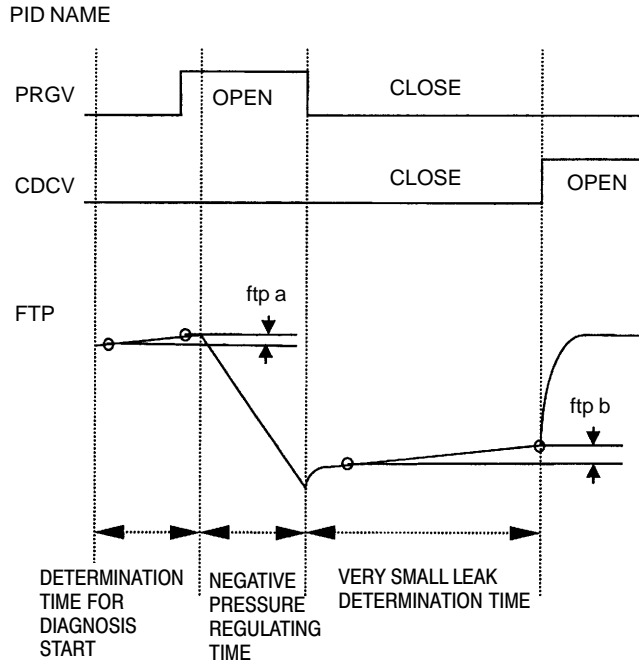 PID NAME
PRGV
OPEN
CLOSE
CDCV
CLOSE
OPEN
FTP
ftp a
ftp b
DETERMINATION
TIME FOR
DIAGNOSIS
START
NEGATIVE
PRESSURE
REGULATING
TIME
VERY SMALL LEAK
DETERMINATION TIME